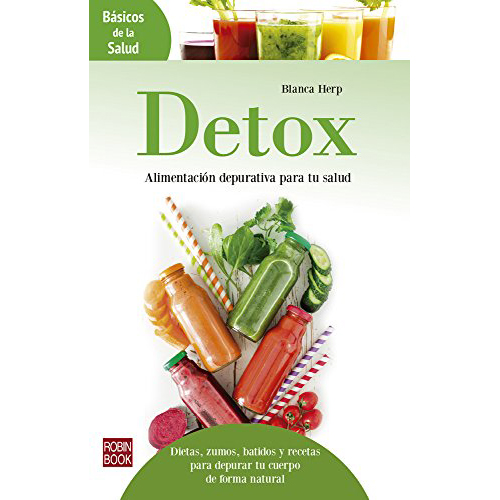 Básicos
de la
Salud
Blanca Herp
Detox
Alimentación depurativa para tu salud
ROBIN
BOOK
Dietas, zumos, batidos y recetas
para depurar tu cuerpo
de forma natural